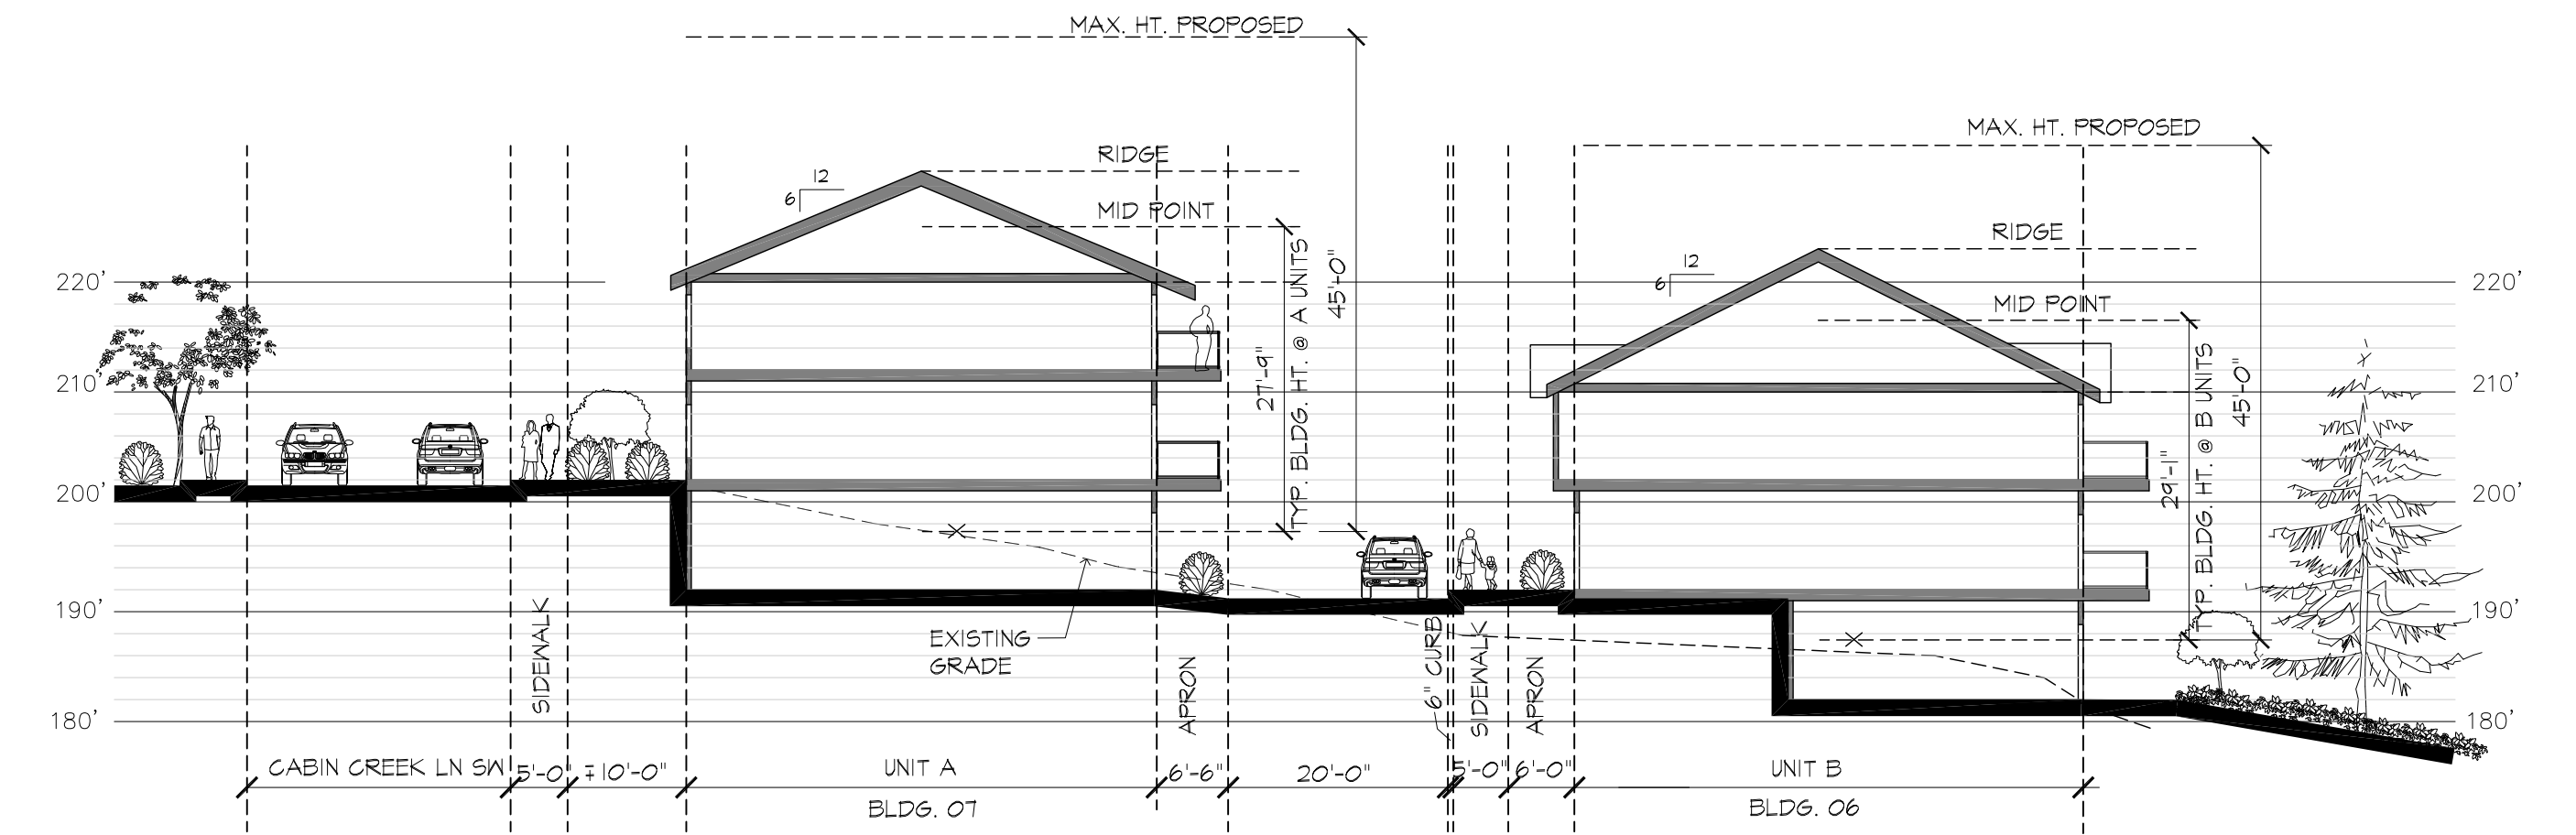 MAX. HT. PROPOSED
MAX. HT. PROPOSED
RIDGE
12
6
MID POINT
RIDGE
12
6
MID POINT
220'
210'
200'
190'
180'
220'
210'
200'
190'
180'
27'-9"
TYP. BLDG. HT. @ A UNITS
45'-0"
29'-1"
TYP. BLDG. HT. @ B UNITS
45'-0"
EXISTING
GRADE
SIDEWALK
APRON
6" CURB
SIDEWALK
APRON
CABIN CREEK LN SW
5'-0"
10'-0"
UNIT A
6'-6"
20'-0"
5'-0"
6'-0"
UNIT B
BLDG. 07
BLDG. 06